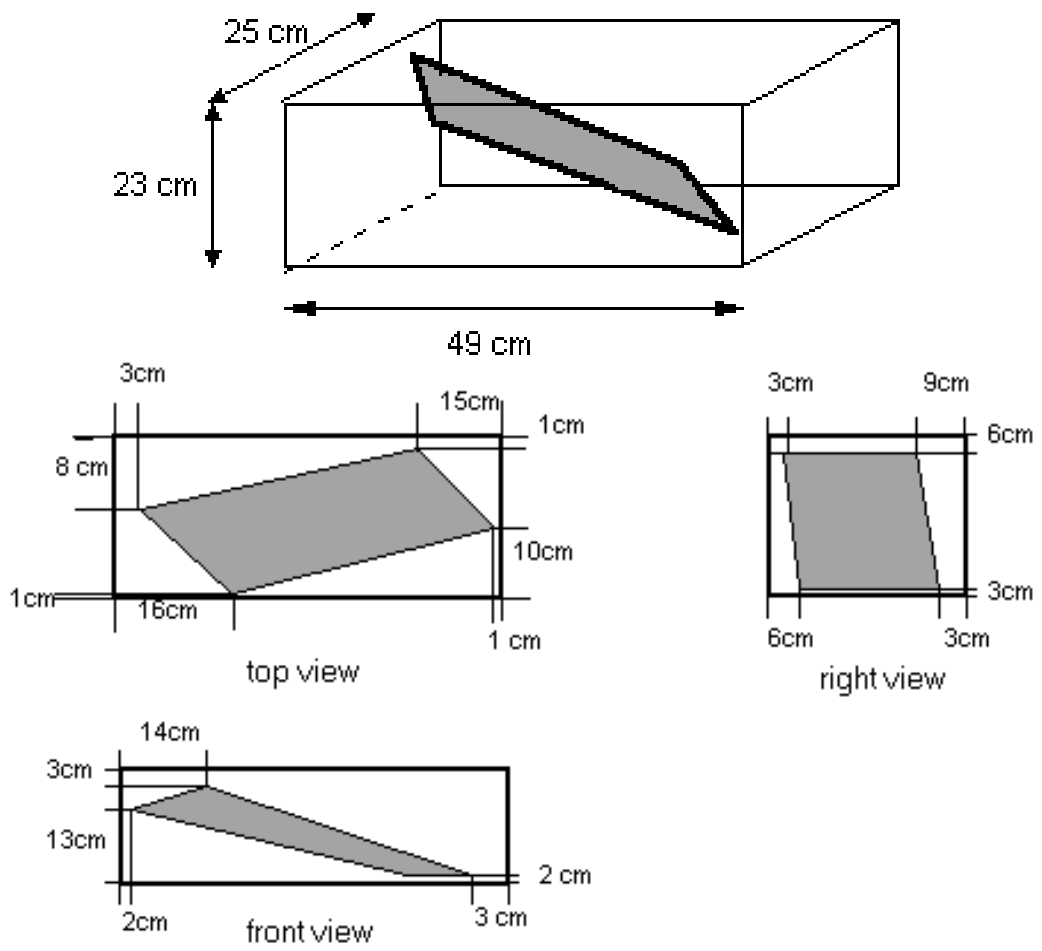 25 cm
23 cm
49 cm
3cm
15cm
1cm
8 cm
10cm
1cm
16cm
1 cm
top view
3cm
9cm
6cm
3cm
6cm
3cm
right view
14cm
3cm
13cm
2 cm
2cm
3 cm
front view